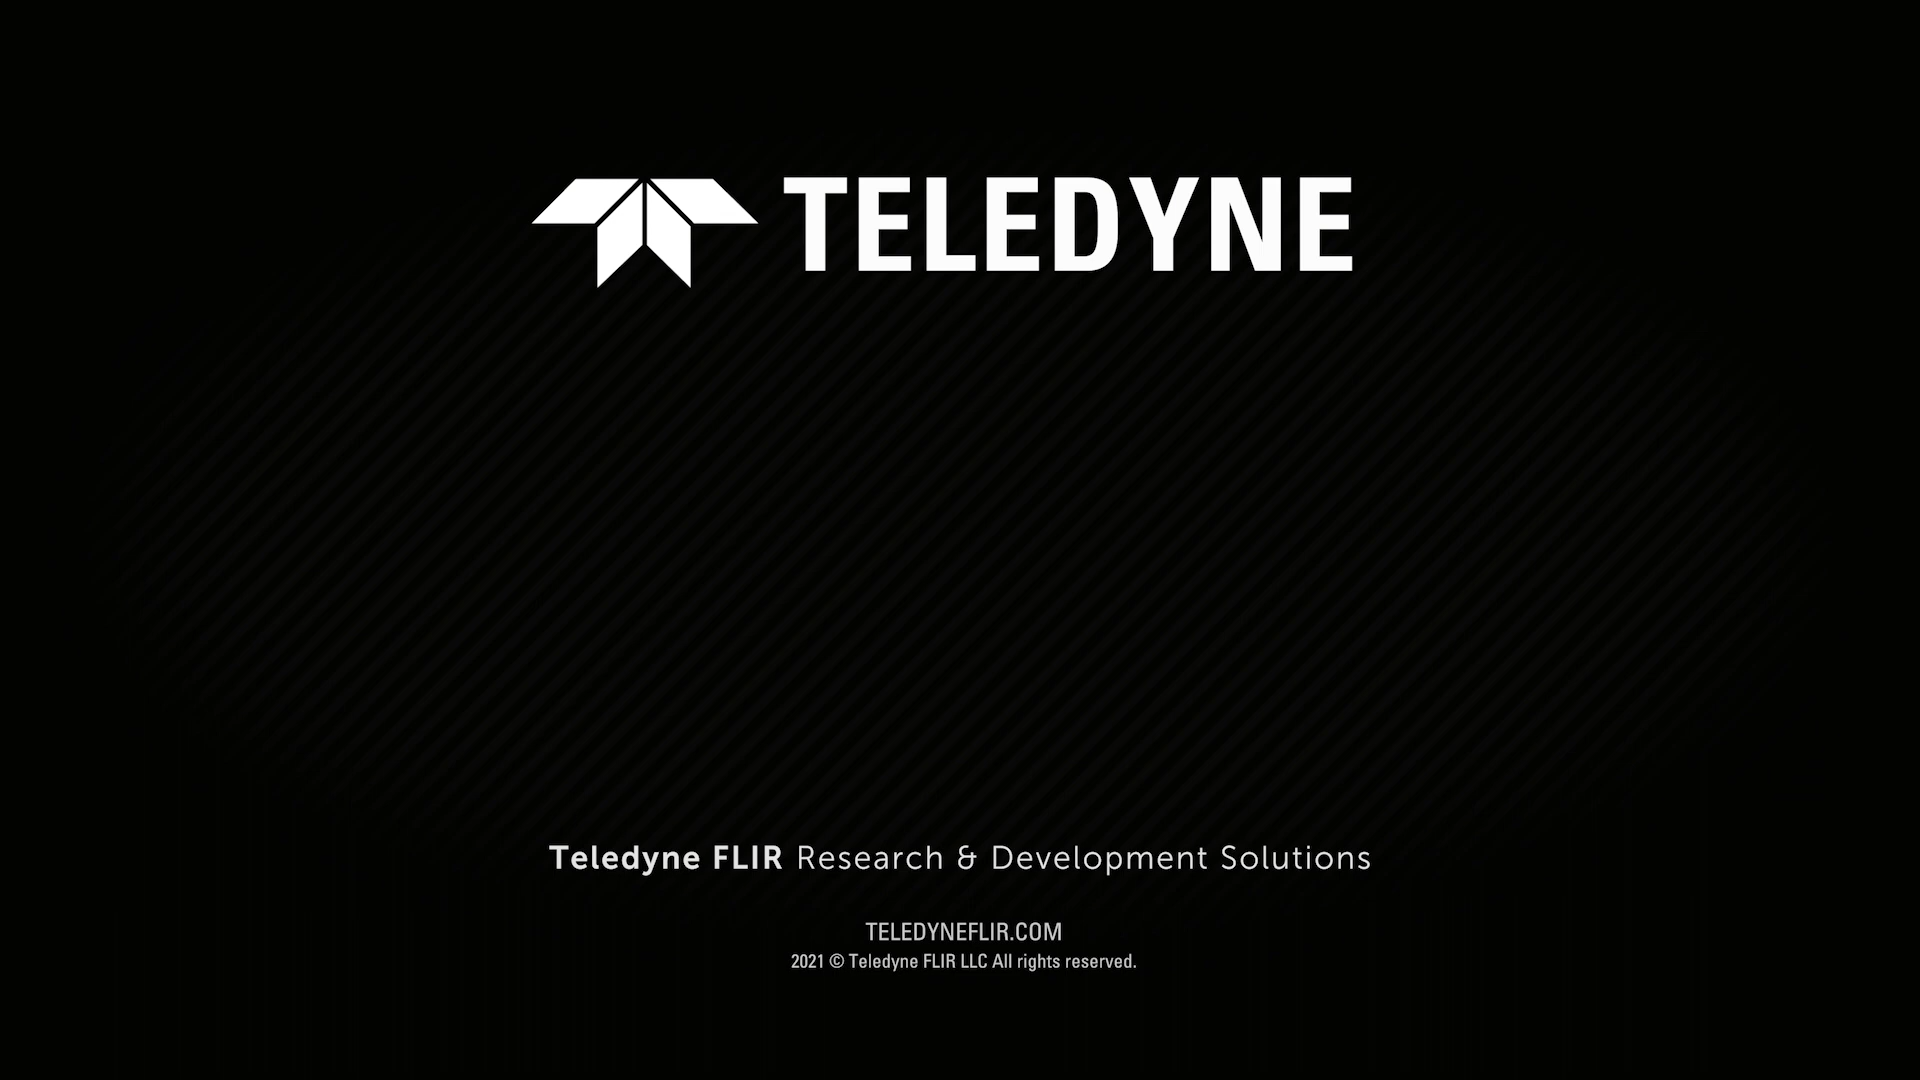 TELEDYNE
Teledyne FLIR Research & Development Solutions
TELEDYNEFLIR.COM
2021 © Teledyne FLIR LLC All rights reserved.